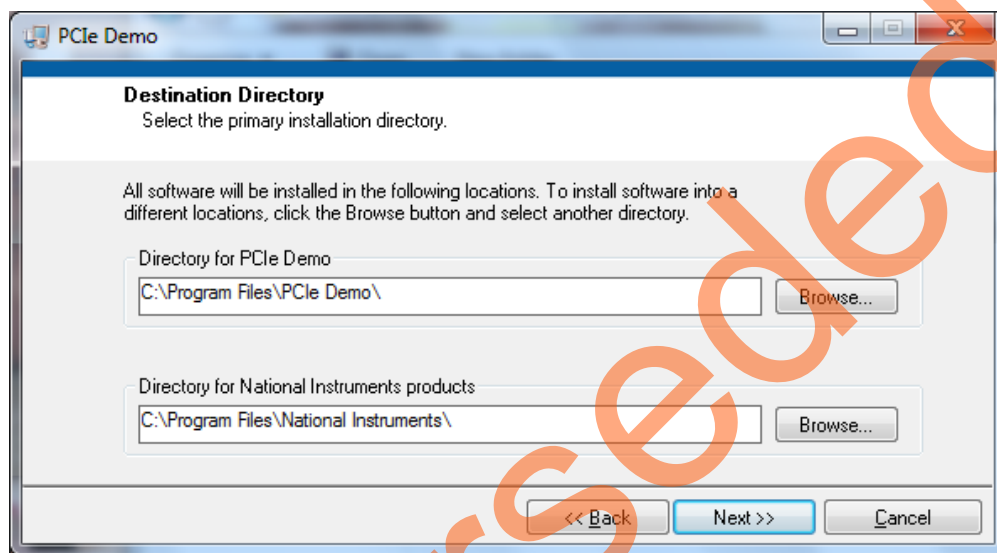 PCIe Demo
Destination Directory
Select the primary installation directory.
All software will be installed in the following locations. To install software into a
different locations, click the Browse button and select another directory.
Directory for PCIe Demo
C:\Program Files\PCIe Demo\
Browse...
Directory for National Instruments products
C:\Program Files\National Instruments\
Browse...
<< Back
Next >>
Cancel